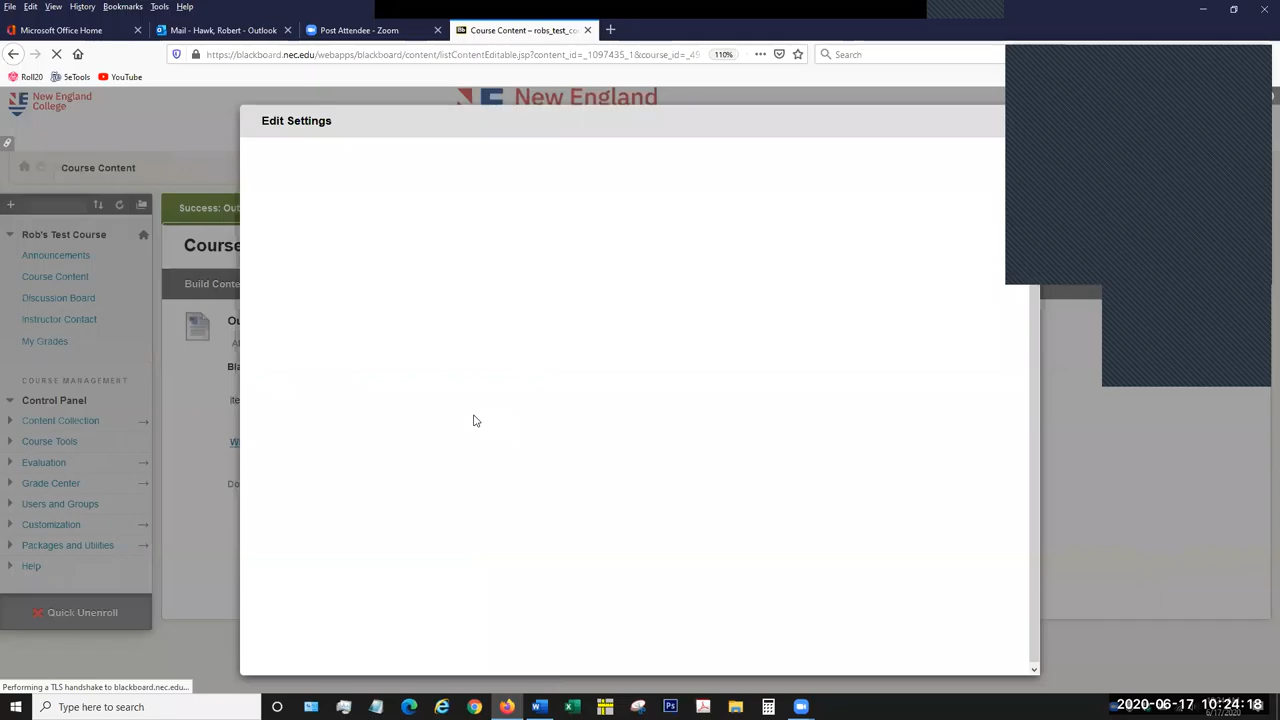 File Edit View History Bookmarks Tools Help
Microsoft Office Home
Mail - Hawk, Robert - Outlook
Post Attendee - Zoom
Course Content – robs_test_co
https://blackboard.nec.edu/webapps/blackboard/content/listContentEditable.jsp?content_id=_1097435_1&course_id=_49
110%
Search
Roll20 5eTools YouTube
New England
College
New England
Edit Settings
Course Content
Success: Out
Rob's Test Course
Announcements
Course Content
Discussion Board
Instructor Contact
My Grades
COURSE MANAGEMENT
Control Panel
Content Collection
Course Tools
Evaluation
Grade Center
Users and Groups
Customization
Packages and Utilities
Help
Quick Unenroll
Course
Build Conte
Ou
Bla
ite
Do
Performing a TLS handshake to blackboard.nec.edu...
Type here to search
2020-06-17 10:24:18